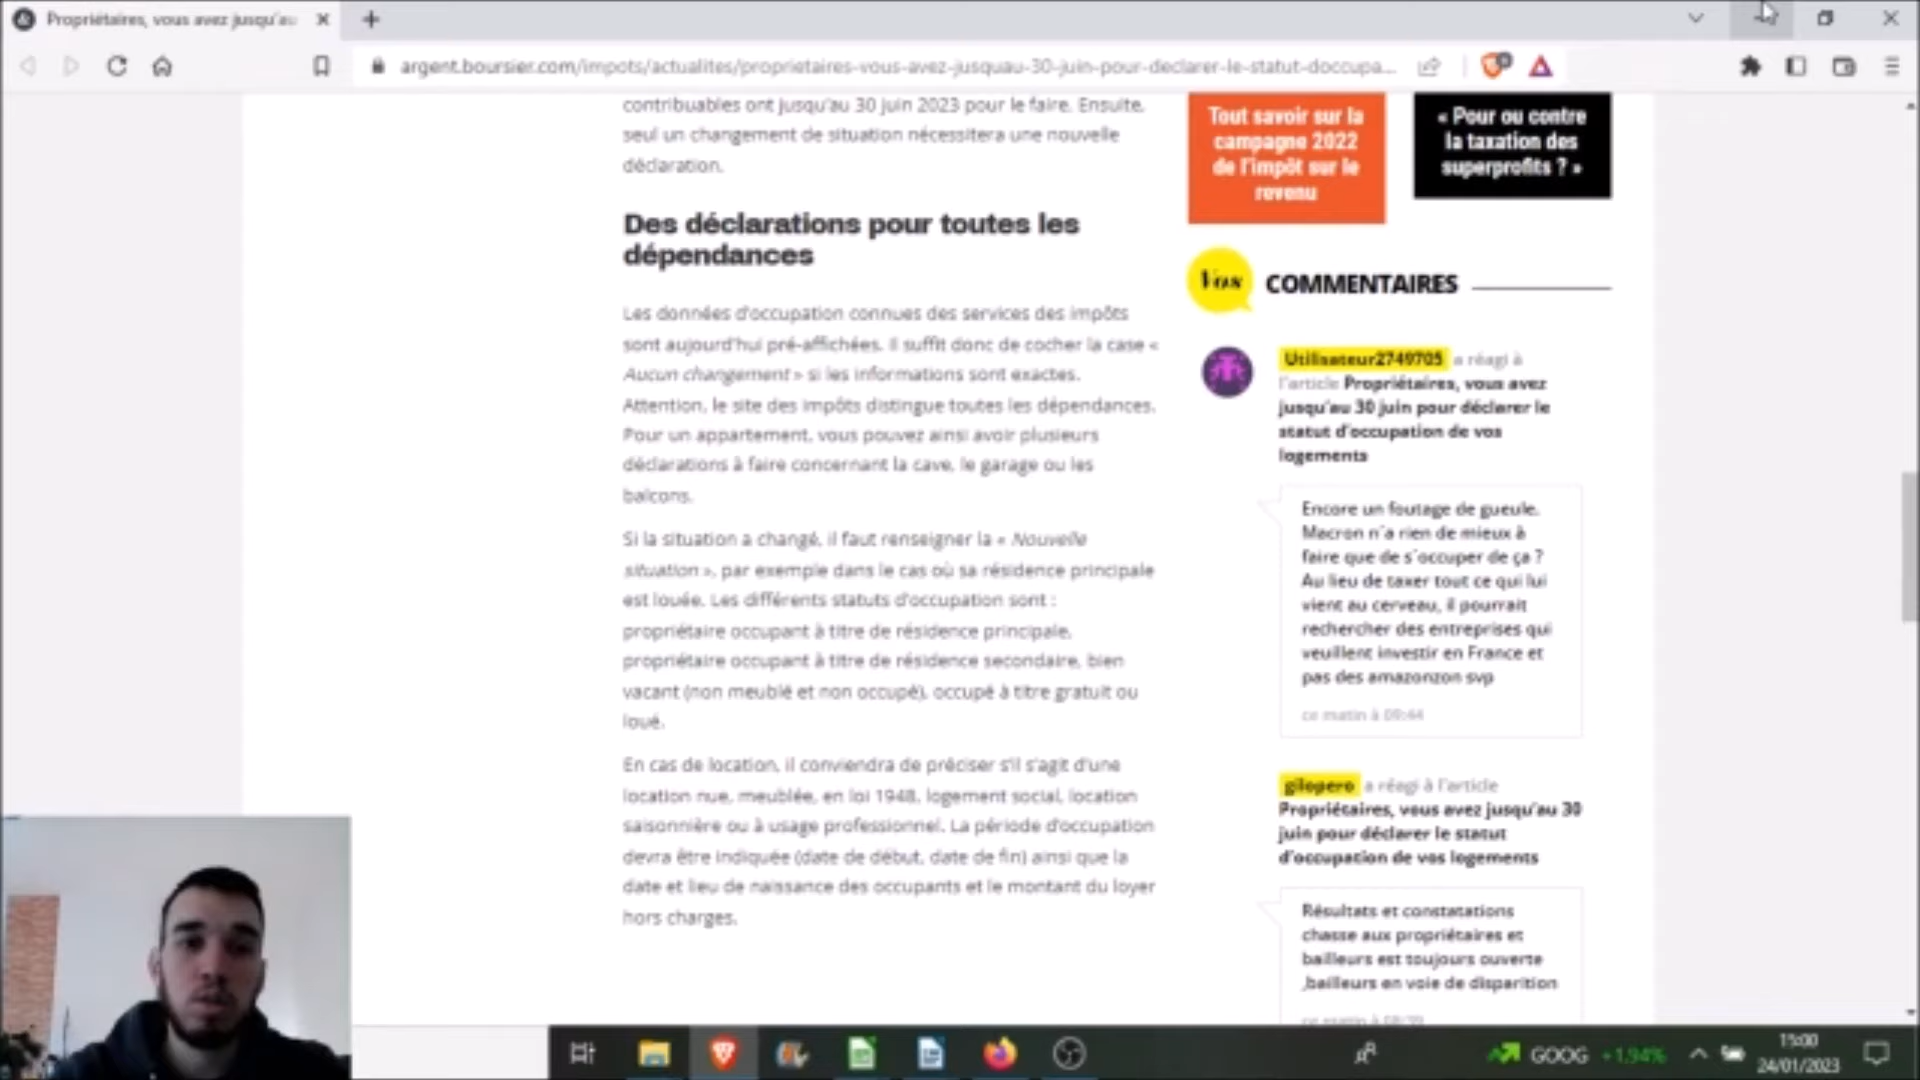 Propriétaires, vous avez jusqu'au
argent.boursier.com/impots/actualites/proprietaires-vous-avez-jusquau-30-juin-pour-declarer-le-statut-doccupa...
contribuables ont jusqu'au 30 juin 2023 pour le faire. Ensuite,
seul un changement de situation nécessitera une nouvelle
déclaration.
Des déclarations pour toutes les
dépendances
Les données d'occupation connues des services des impôts
sont aujourd'hui pré-affichées. Il suffit donc de cocher la case «
Aucun changement » si les informations sont exactes.
Attention, le site des impôts distingue toutes les dépendances.
Pour un appartement, vous pouvez ainsi avoir plusieurs
déclarations à faire concernant la cave, le garage ou les
balcons.
Si la situation a changé, il faut renseigner la « Nouvelle
situation », par exemple dans le cas où sa résidence principale
est louée. Les différents statuts d'occupation sont :
propriétaire occupant à titre de résidence principale,
propriétaire occupant à titre de résidence secondaire, bien
vacant (non meublé et non occupé), occupé à titre gratuit ou
loué.
En cas de location, il conviendra de préciser s'il s'agit d'une
location nue, meublée, en loi 1948, logement social, location
saisonnière ou à usage professionnel. La période d'occupation
devra être indiquée (date de début, date de fin) ainsi que la
date et lieu de naissance des occupants et le montant du loyer
hors charges.
Tout savoir sur la
campagne 2022
de l'impôt sur le
revenu
« Pour ou contre
la taxation des
superprofits ? »
Vos COMMENTAIRES
Utilisateur2749705 a réagi à
l'article Propriétaires, vous avez
jusqu'au 30 juin pour déclarer le
statut d'occupation de vos
logements
Encore un foutage de gueule.
Macron n´a rien de mieux à
faire que de s´occuper de ça ?
Au lieu de taxer tout ce qui lui
vient au cerveau, il pourrait
rechercher des entreprises qui
veuillent investir en France et
pas des amazonzon svp
ce matin à 09:44
gilopero a réagi à l'article
Propriétaires, vous avez jusqu'au 30
juin pour déclarer le statut
d'occupation de vos logements
Résultats et constatations
chasse aux propriétaires et
bailleurs est toujours ouverte
,bailleurs en voie de disparition
ce matin à
GOOG +1,94%
15:00
24/01/2023